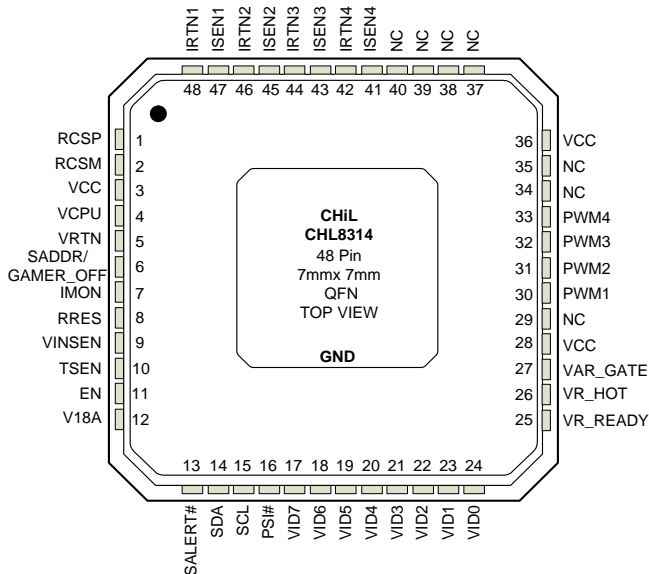 IRTN1
ISEN1
IRTN2
ISEN2
IRTN3
ISEN3
IRTN4
ISEN4
NC
NC
NC
NC
48 47 46 45 44 43 42 41 40 39 38 37
RCSP 1
RCSM 2
VCC 3
VCPU 4
VRTN 5
SADDR/
GAMER_OFF 6
IMON 7
RRES 8
VINSEN 9
TSEN 10
EN 11
V18A 12
CHiL
CHL8314
48 Pin
7mmx 7mm
QFN
TOP VIEW
GND
36 VCC
35 NC
34 NC
33 PWM4
32 PWM3
31 PWM2
30 PWM1
29 NC
28 VCC
27 VAR_GATE
26 VR_HOT
25 VR_READY
13 14 15 16 17 18 19 20 21 22 23 24
SALERT#
SDA
SCL
PSI#
VID7
VID6
VID5
VID4
VID3
VID2
VID1
VID0